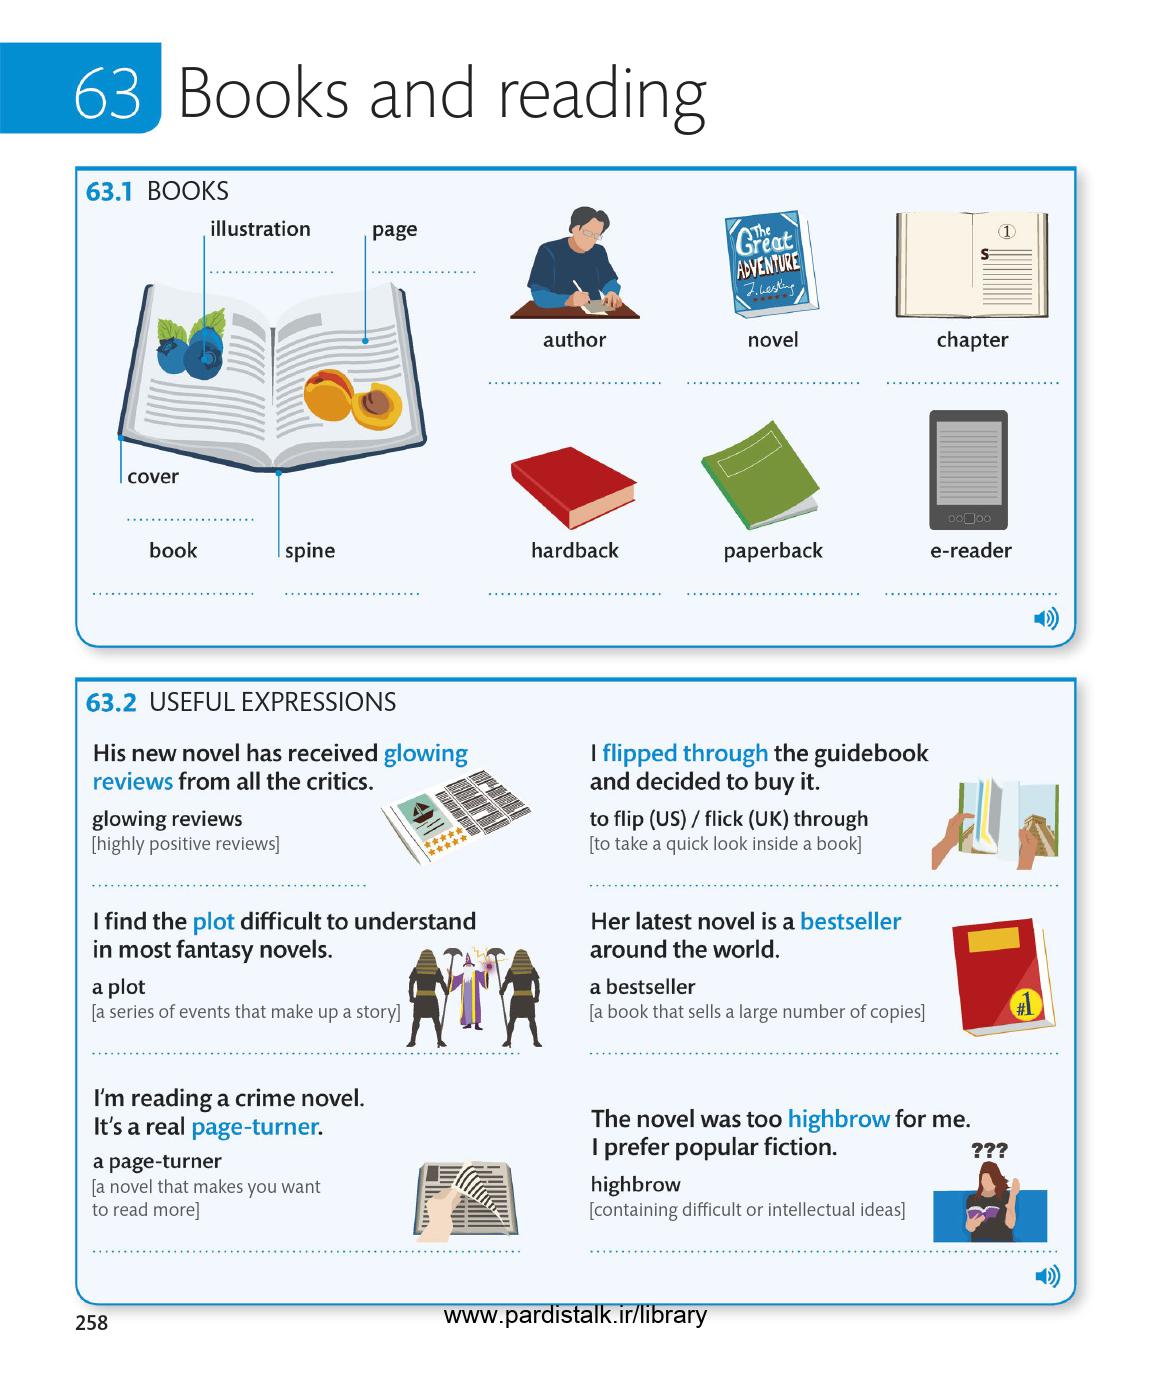 63 Books and reading
63.1 BOOKS
illustration
page
cover
book
spine
author
novel
chapter
The
Great
ADVENTURE
1
S
hardback
paperback
e-reader
63.2 USEFUL EXPRESSIONS
His new novel has received glowing
reviews from all the critics.
glowing reviews
[highly positive reviews]
I flipped through the guidebook
and decided to buy it.
to flip (US) / flick (UK) through
[to take a quick look inside a book]
I find the plot difficult to understand
in most fantasy novels.
a plot
[a series of events that make up a story]
Her latest novel is a bestseller
around the world.
a bestseller
[a book that sells a large number of copies]
#1
I'm reading a crime novel.
It's a real page-turner.
a page-turner
[a novel that makes you want
to read more]
The novel was too highbrow for me.
I prefer popular fiction.
highbrow
[containing difficult or intellectual ideas]
???
258
www.pardistalk.ir/library